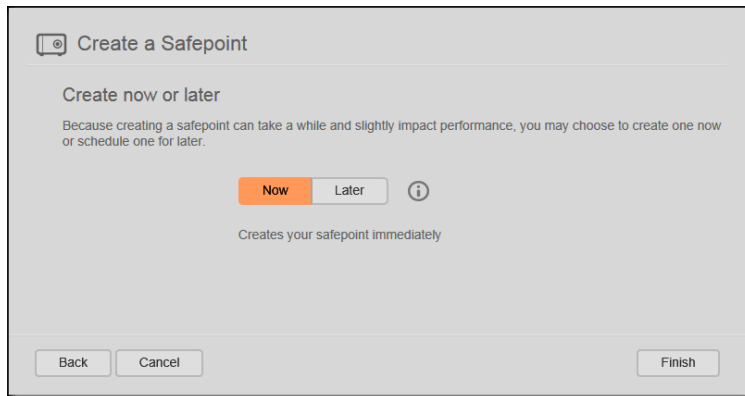 Create a Safepoint
Create now or later
Because creating a safepoint can take a while and slightly impact performance, you may choose to create one now
or schedule one for later.
Now Later
Creates your safepoint immediately
Back Cancel Finish